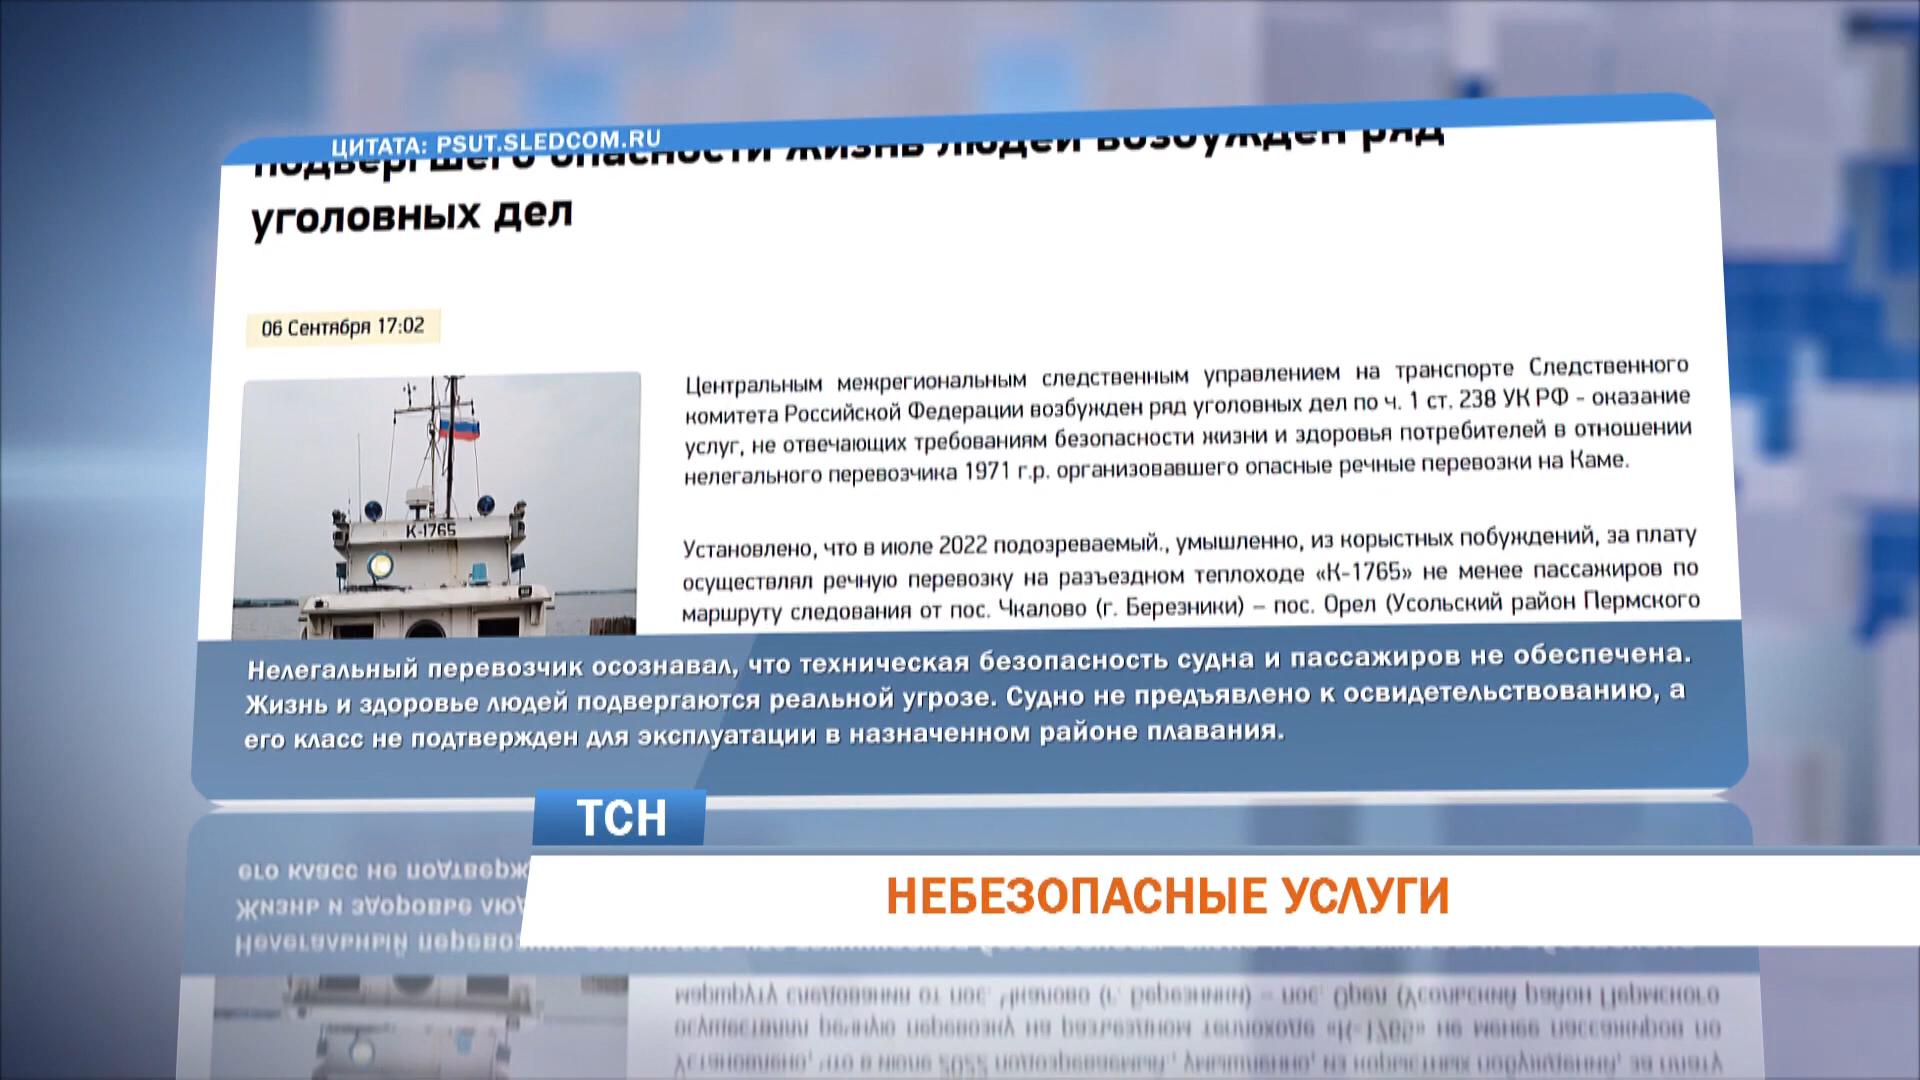 ЦИТАТА: PSUT.SLEDCOM.RU
подвергшего опасности жизнь людей возбужден ряд
уголовных дел
06 Сентября 17:02
К-1765
Центральным межрегиональным следственным управлением на транспорте Следственного
комитета Российской Федерации возбужден ряд уголовных дел по ч. 1 ст. 238 УК РФ - оказание
услуг, не отвечающих требованиям безопасности жизни и здоровья потребителей в отношении
нелегального перевозчика 1971 г.р. организовавшего опасные речные перевозки на Каме.
Установлено, что в июле 2022 подозреваемый., умышленно, из корыстных побуждений, за плату
осуществлял речную перевозку на разъездном теплоходе «К-1765» не менее пассажиров по
маршруту следования от пос. Чкалово (г. Березники) – пос. Орел (Усольский район Пермского
Нелегальный перевозчик осознавал, что техническая безопасность судна и пассажиров не обеспечена.
Жизнь и здоровье людей подвергаются реальной угрозе. Судно не предъявлено к освидетельствованию, а
его класс не подтвержден для эксплуатации в назначенном районе плавания.
ТСН
НЕБЕЗОПАСНЫЕ УСЛУГИ